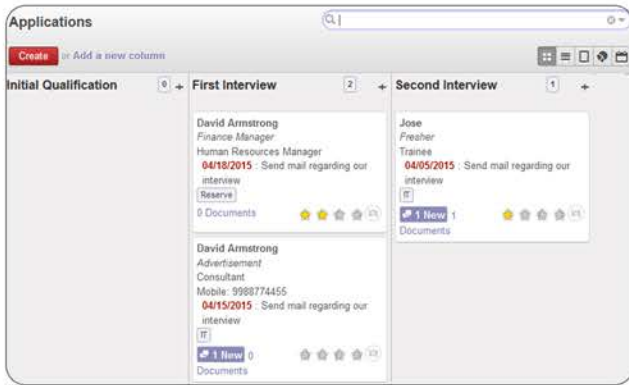 Applications
Create or Add a new column
Initial Qualification 0
First Interview 2
Second Interview 1
David Armstrong
Finance Manager
Human Resources Manager
04/18/2015 : Send mail regarding our
interview
Reserve
0 Documents
David Armstrong
Advertisement
Consultant
Mobile: 9988774455
04/15/2015 : Send mail regarding our
interview
IT
1 New 0
Documents
Jose
Fresher
Trainee
04/05/2015 : Send mail regarding our
interview
IT
1 New 1
Documents